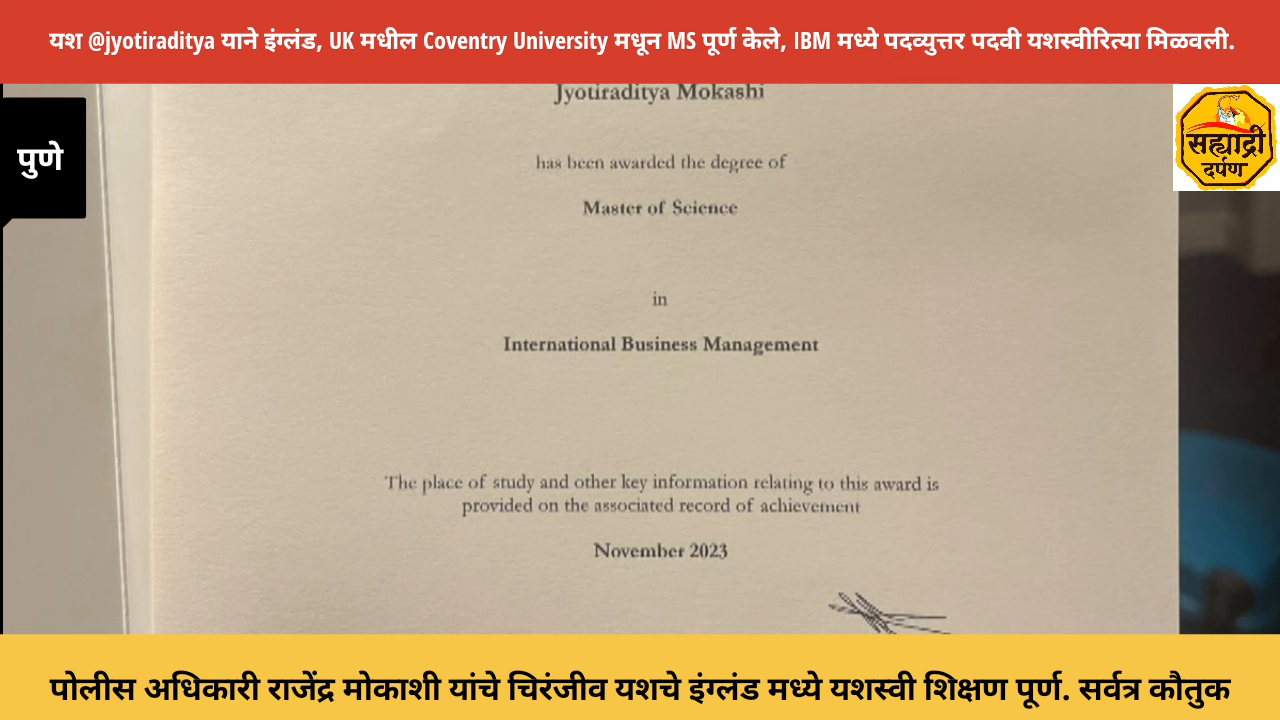 यश @jyotiraditya याने इंग्लंड, UK मधील Coventry University मधून MS पूर्ण केले, IBM मध्ये पदव्युत्तर पदवी यशस्वीरित्या मिळवली.
पुणे
सह्याद्री
दर्पण
Jyotiraditya Mokashi
has been awarded the degree of
Master of Science
in
International Business Management
The place of study and other key information relating to this award is
provided on the associated record of achievement
November 2023
पोलीस अधिकारी राजेंद्र मोकाशी यांचे चिरंजीव यशचे इंग्लंड मध्ये यशस्वी शिक्षण पूर्ण. सर्वत्र कौतुक